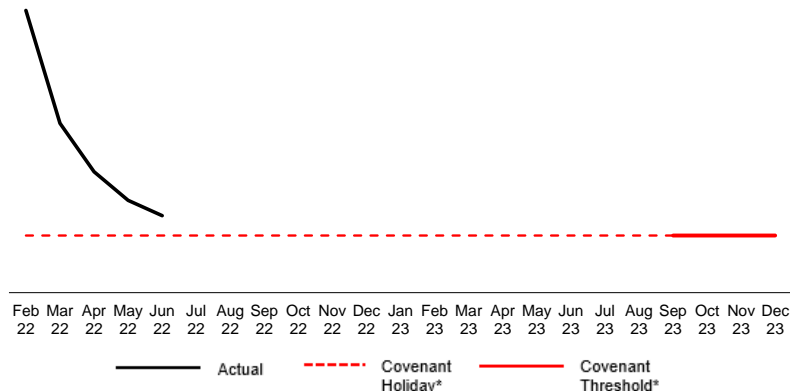 Feb Mar Apr May Jun Jul Aug Sep Oct Nov Dec Jan Feb Mar Apr May Jun Jul Aug Sep Oct Nov Dec
22 22 22 22 22 22 22 22 22 22 22 23 23 23 23 23 23 23 23 23 23 23 23
Actual Covenant Covenant
Holiday* Threshold*